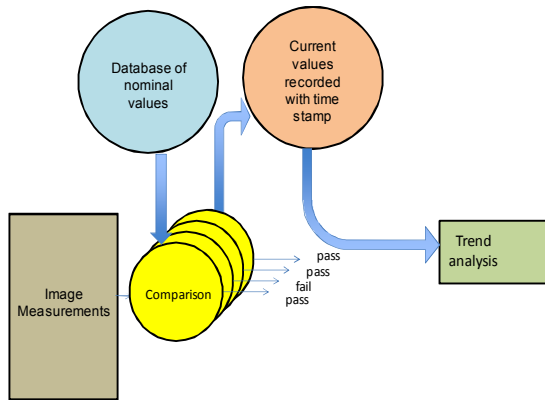 Database of
nominal
values
Current
values
recorded
with time
stamp
Image
Measurements
Comparison
pass
pass
fail
pass
Trend
analysis